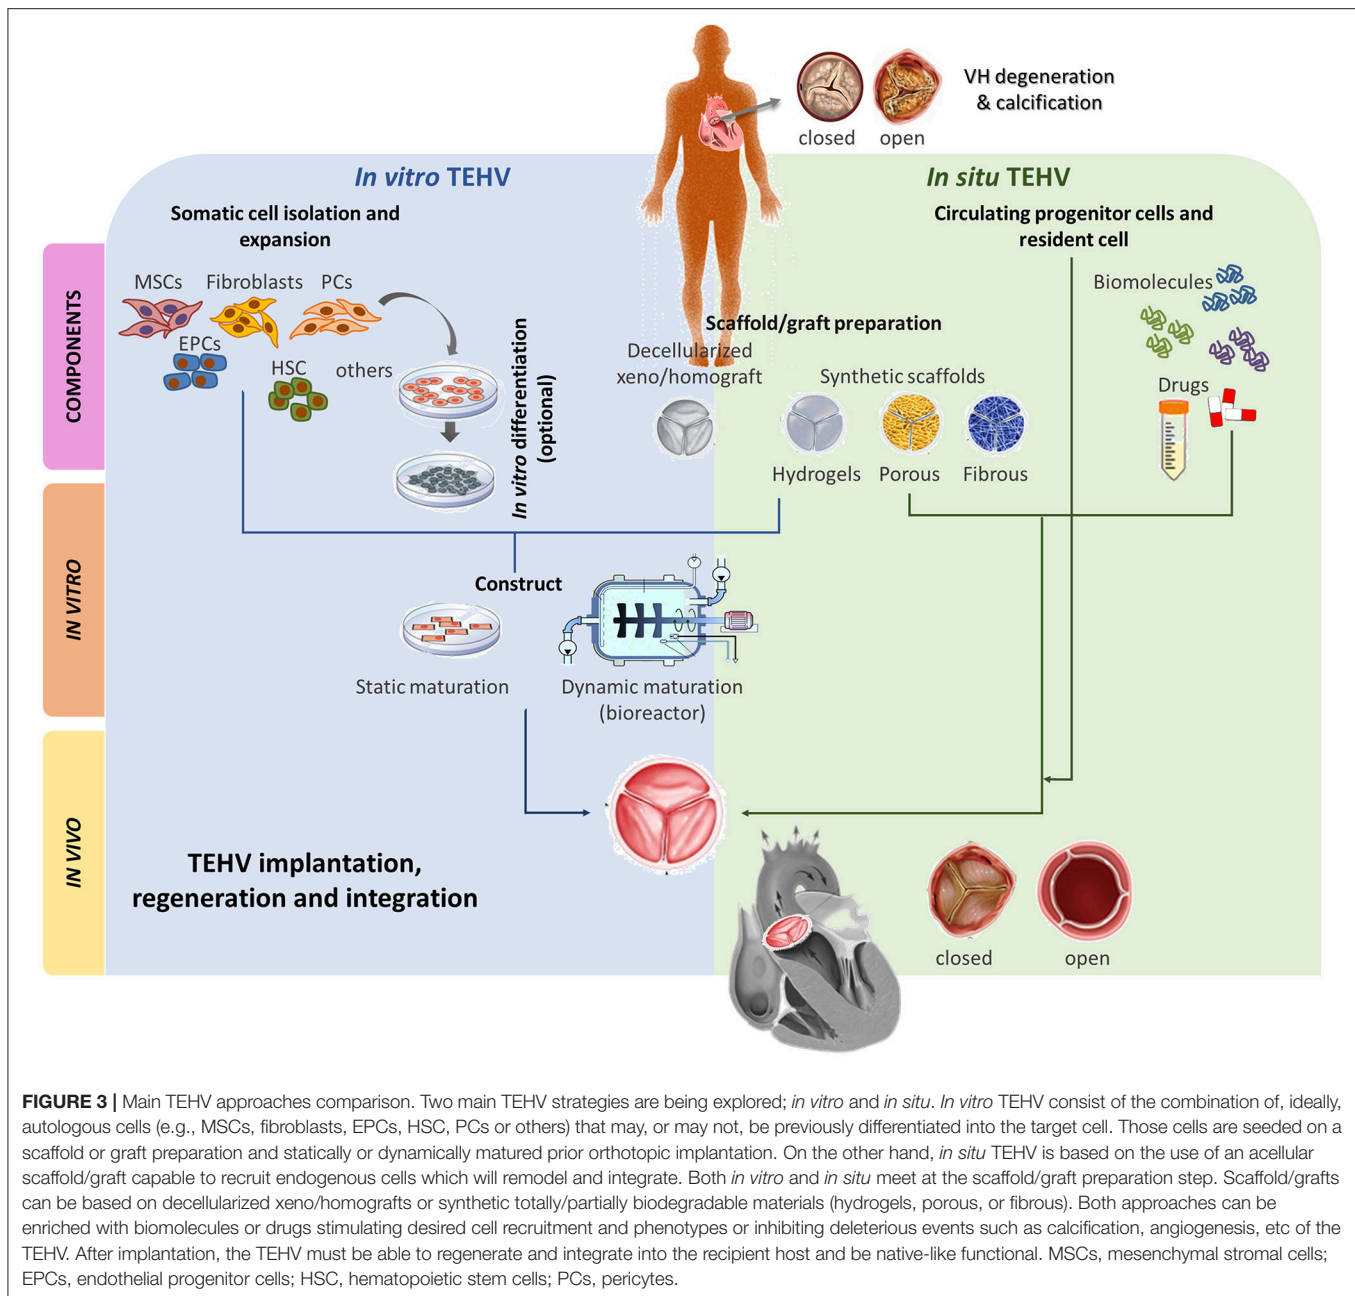 VH degeneration
& calcification
closed
open
In vitro TEHV
In situ TEHV
Somatic cell isolation and
expansion
Circulating progenitor cells and
resident cell
COMPONENTS
MSCs
Fibroblasts
PCs
EPCs
HSC
others
In vitro differentiation
(optional)
Scaffold/graft preparation
Decellularized
xeno/homograft
Synthetic scaffolds
Hydrogels
Porous
Fibrous
Biomolecules
Drugs
IN VITRO
Construct
Static maturation
Dynamic maturation
(bioreactor)
IN VIVO
TEHV implantation,
regeneration and integration
closed
open
FIGURE 3 | Main TEHV approaches comparison. Two main TEHV strategies are being explored; in vitro and in situ. In vitro TEHV consist of the combination of, ideally,
autologous cells (e.g., MSCs, fibroblasts, EPCs, HSC, PCs or others) that may, or may not, be previously differentiated into the target cell. Those cells are seeded on a
scaffold or graft preparation and statically or dynamically matured prior orthotopic implantation. On the other hand, in situ TEHV is based on the use of an acellular
scaffold/graft capable to recruit endogenous cells which will remodel and integrate. Both in vitro and in situ meet at the scaffold/graft preparation step. Scaffold/grafts
can be based on decellularized xeno/homografts or synthetic totally/partially biodegradable materials (hydrogels, porous, or fibrous). Both approaches can be
enriched with biomolecules or drugs stimulating desired cell recruitment and phenotypes or inhibiting deleterious events such as calcification, angiogenesis, etc of the
TEHV. After implantation, the TEHV must be able to regenerate and integrate into the recipient host and be native-like functional. MSCs, mesenchymal stromal cells;
EPCs, endothelial progenitor cells; HSC, hematopoietic stem cells; PCs, pericytes.